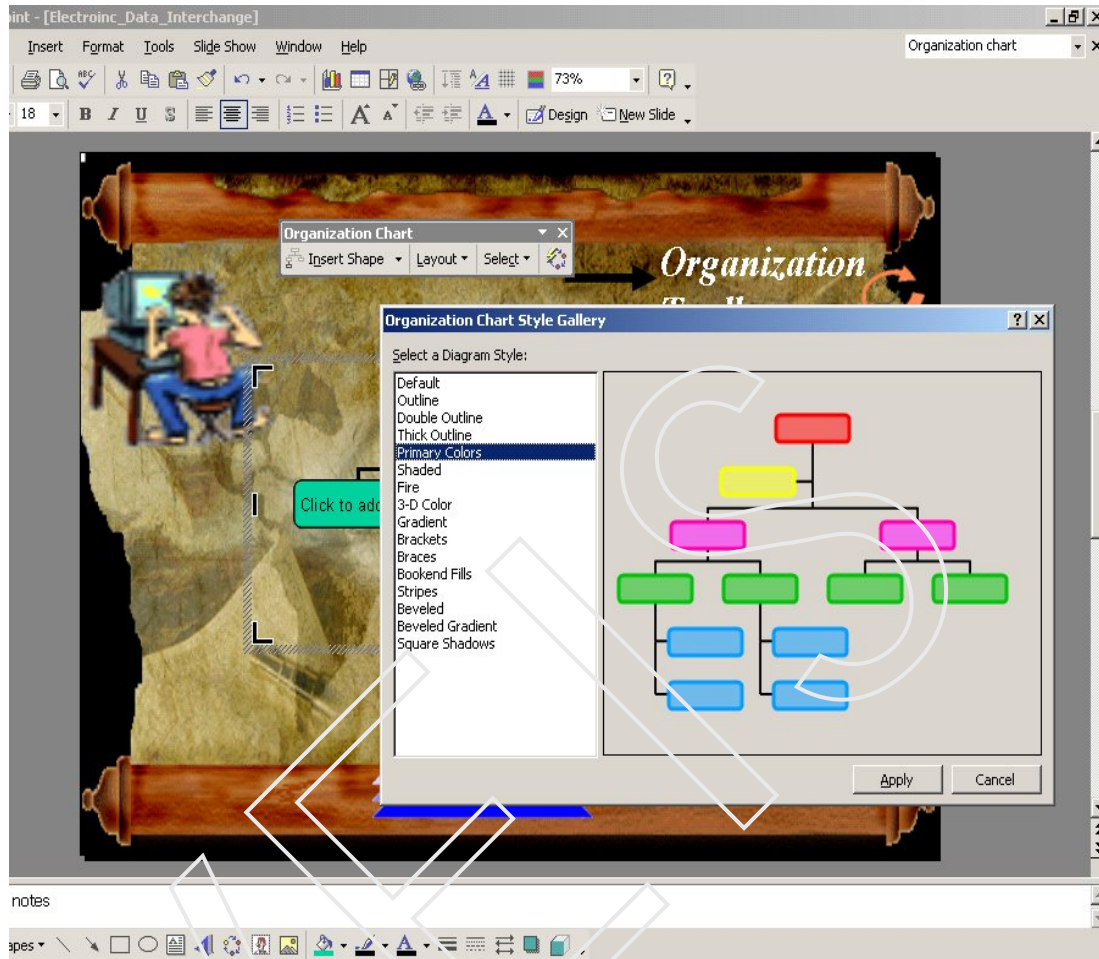 int - [Electroinc_Data_Interchange]
Insert Format Tools Slide Show Window Help Organization chart
ABC A 73% ?
18 B I U S A A A Design New Slide
Organization Chart
Insert Shape Layout Select
Organization
Organization Chart Style Gallery ? X
Select a Diagram Style:
Default
Outline
Double Outline
Thick Outline
Primary Colors
Shaded
Fire
3-D Color
Gradient
Brackets
Braces
Click to add
Bookend Fills
Stripes
Beveled
Beveled Gradient
Square Shadows
Apply Cancel
notes
apes A